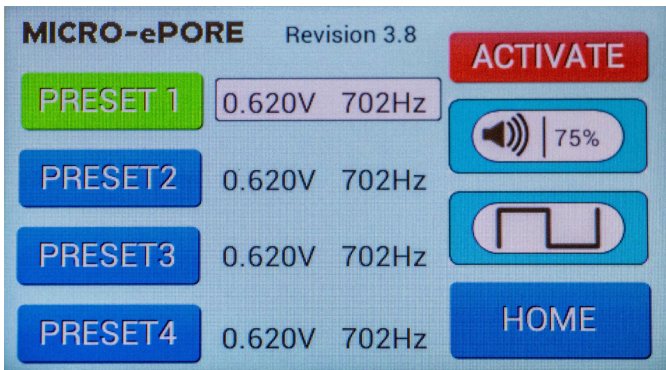 MICRO-ePORE Revision 3.8
ACTIVATE
PRESET 1 0.620V 702Hz
75%
PRESET2 0.620V 702Hz
PRESET3 0.620V 702Hz
PRESET4 0.620V 702Hz
HOME